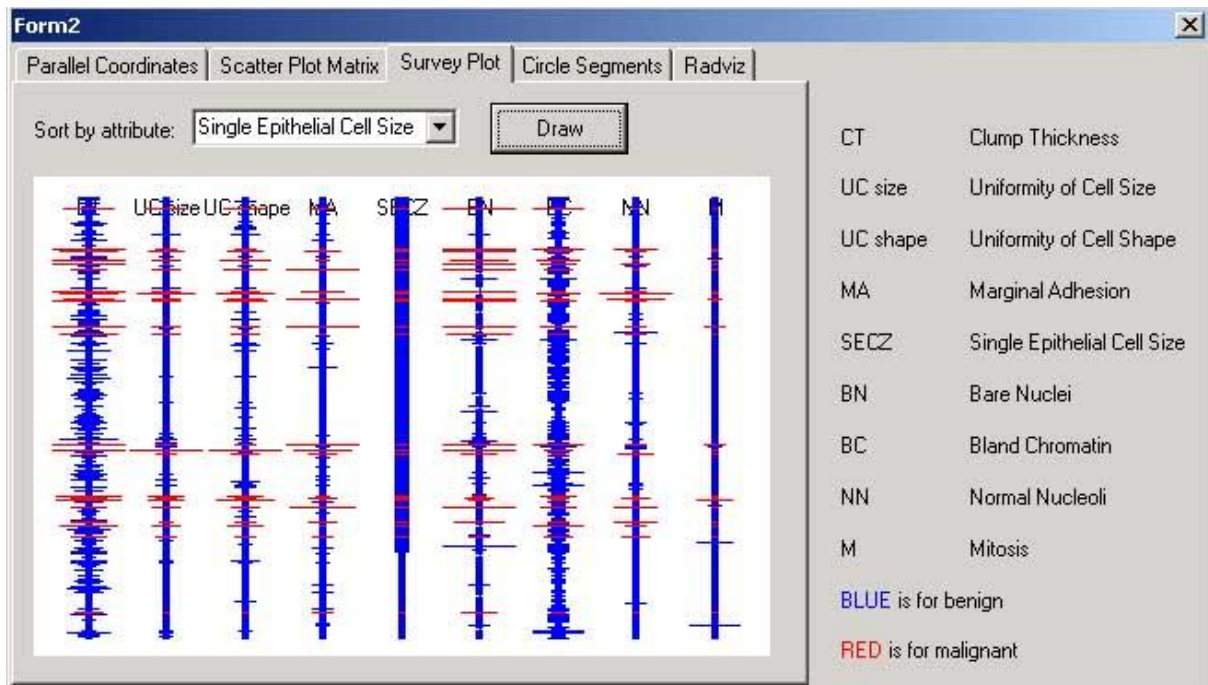 Form2
Parallel Coordinates Scatter Plot Matrix Survey Plot Circle Segments Radviz
Sort by attribute: Single Epithelial Cell Size Draw
UC size UC shape MA SECZ BN BC NN M
CT Clump Thickness
UC size Uniformity of Cell Size
UC shape Uniformity of Cell Shape
MA Marginal Adhesion
SECZ Single Epithelial Cell Size
BN Bare Nuclei
BC Bland Chromatin
NN Normal Nucleoli
M Mitosis
BLUE is for benign
RED is for malignant